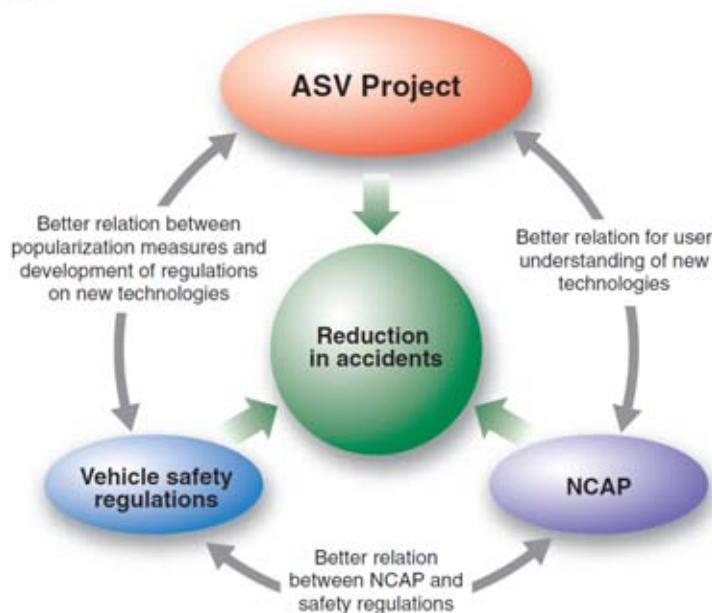 ASV Project
Better relation between
popularization measures and
development of regulations
on new technologies
Better relation for user
understanding of new
technologies
Reduction
in accidents
Vehicle safety
regulations
NCAP
Better relation
between NCAP and
safety regulations